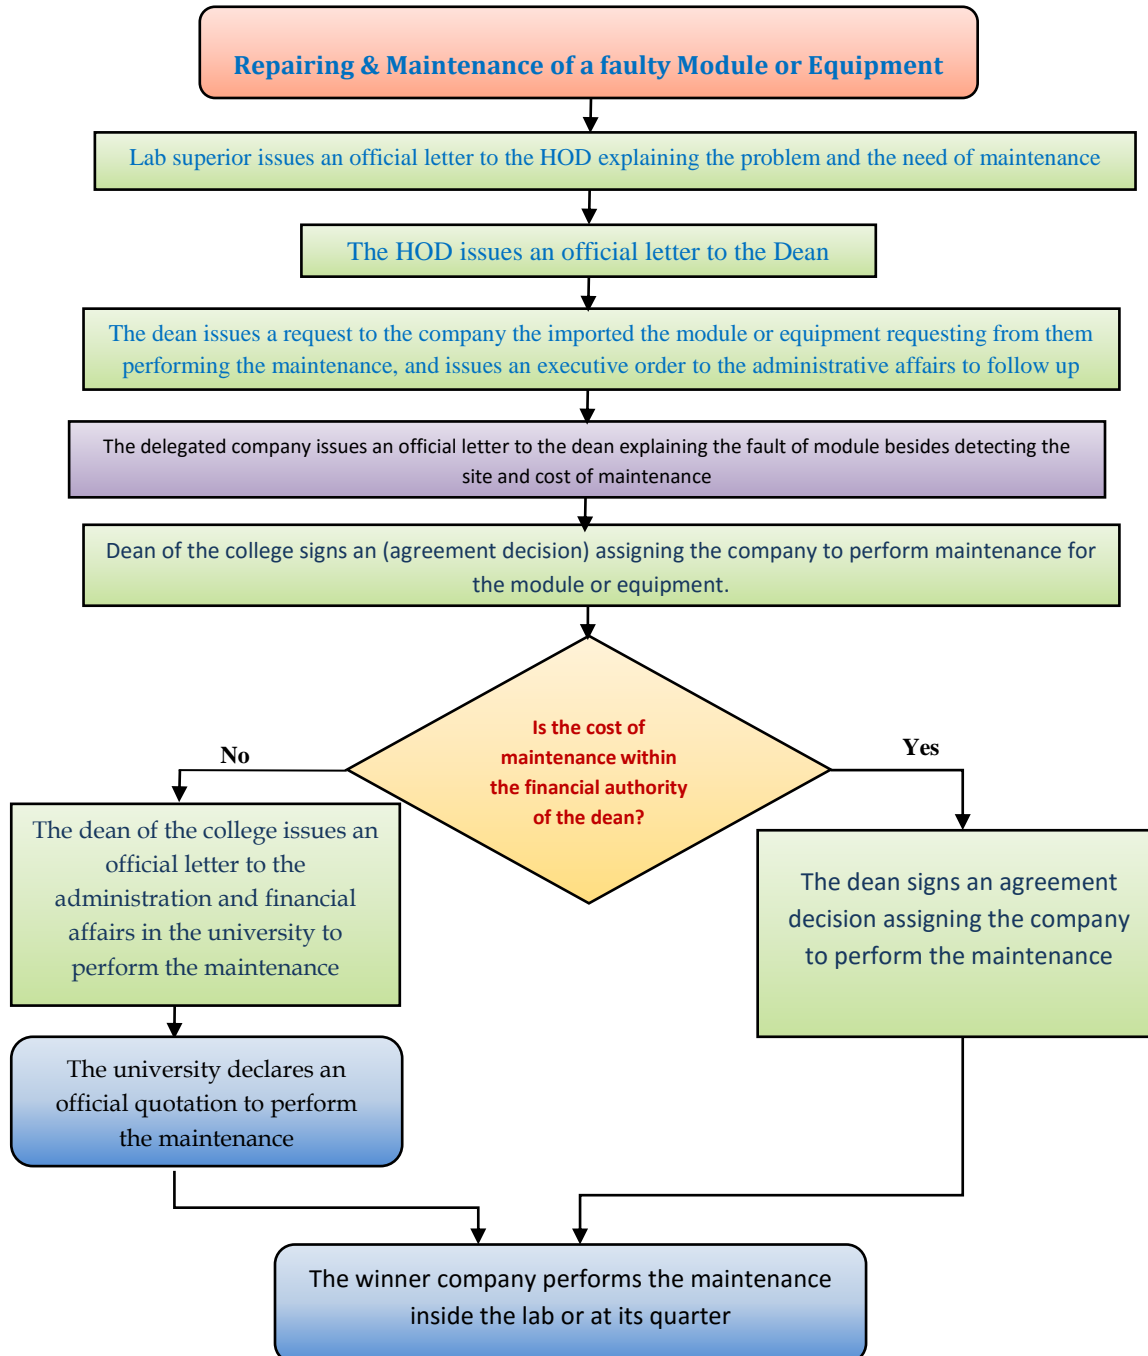 Repairing & Maintenance of a faulty Module or Equipment
Lab superior issues an official letter to the HOD explaining the problem and the need of maintenance
The HOD issues an official letter to the Dean
The dean issues a request to the company the imported the module or equipment requesting from them
performing the maintenance, and issues an executive order to the administrative affairs to follow up
The delegated company issues an official letter to the dean explaining the fault of module besides detecting the
site and cost of maintenance
Dean of the college signs an (agreement decision) assigning the company to perform maintenance for
the module or equipment.
Is the cost of
maintenance within
the financial authority
of the dean?
No
Yes
The dean of the college issues an
official letter to the
administration and financial
affairs in the university to
perform the maintenance
The dean signs an agreement
decision assigning the company
to perform the maintenance
The university declares an
official quotation to perform
the maintenance
The winner company performs the maintenance
inside the lab or at its quarter